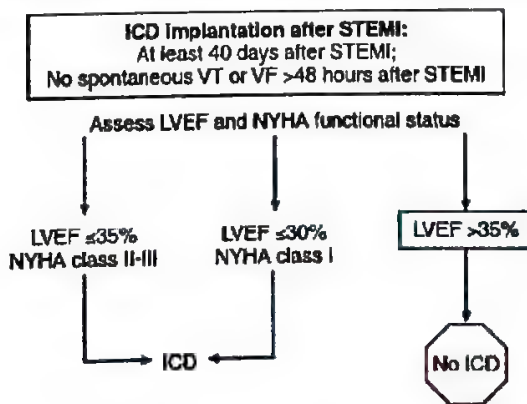 ICD Implantation after STEMI:
At least 40 days after STEMI;
No spontaneous VT or VF >48 hours after STEMI
Assess LVEF and NYHA functional status
LVEF ≤35%
NYHA class II-III
LVEF ≤30%
NYHA class I
LVEF >35%
ICD
No ICD